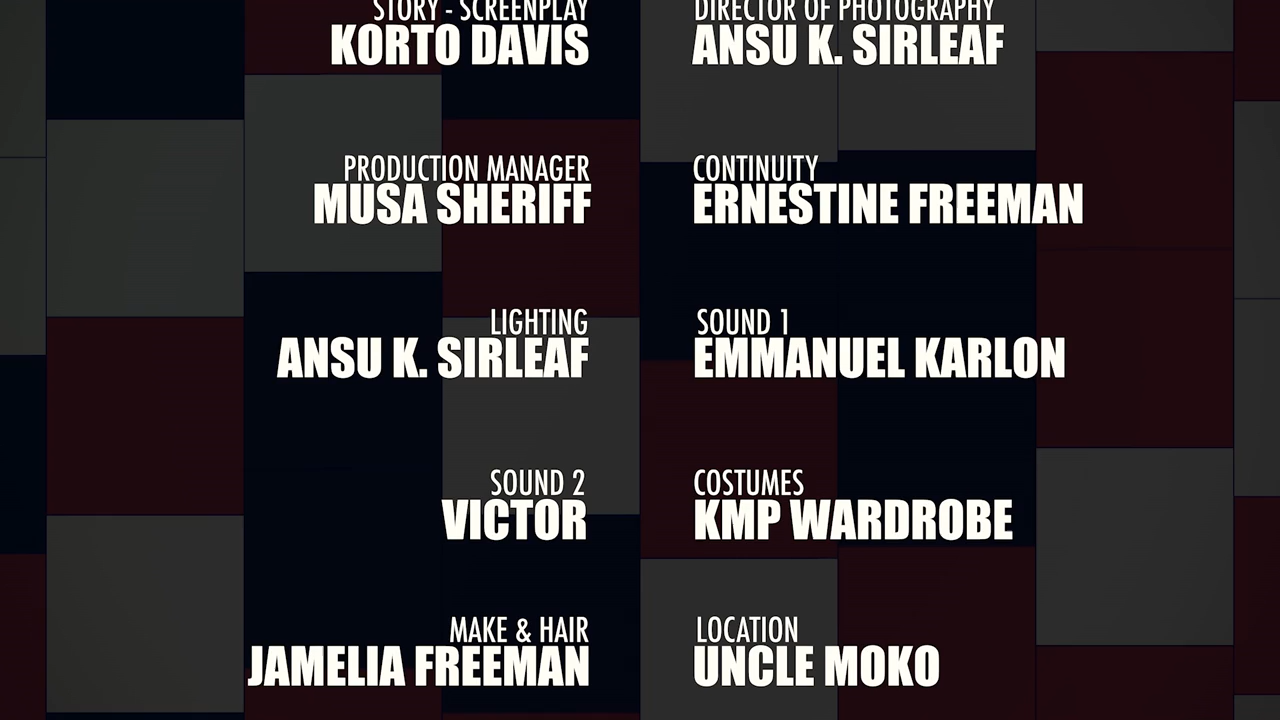 STORY - SCREENPLAY
KORTO DAVIS
DIRECTOR OF PHOTOGRAPHY
ANSU K. SIRLEAF
PRODUCTION MANAGER
MUSA SHERIFF
CONTINUITY
ERNESTINE FREEMAN
LIGHTING
ANSU K. SIRLEAF
SOUND 1
EMMANUEL KARLON
SOUND 2
VICTOR
COSTUMES
KMP WARDROBE
MAKE & HAIR
JAMELIA FREEMAN
LOCATION
UNCLE MOKO